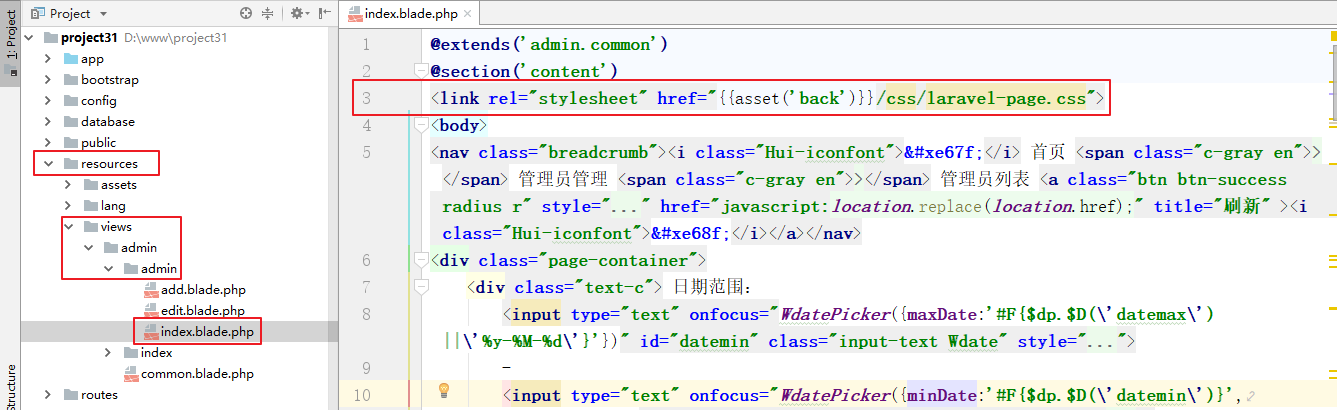 Project
index.blade.php
1: Project
Structure
project31 D:\www\project31
app
bootstrap
config
database
public
resources
assets
lang
views
admin
admin
add.blade.php
edit.blade.php
index.blade.php
index
common.blade.php
routes
1 @extends('admin.common')
2 @section('content')
3 <link rel="stylesheet" href="{{asset('back')}}/css/laravel-page.css">
4 <body>
5 <nav class="breadcrumb"><i class="Hui-iconfont">&#xe67f;</i> 首页 <span class="c-gray en">>
</span> 管理员管理 <span class="c-gray en">></span> 管理员列表 <a class="btn btn-success
radius r" style="..." href="javascript:location.replace(location.href);" title="刷新" ><i
class="Hui-iconfont">&#xe68f;</i></a></nav>
6 <div class="page-container">
7 <div class="text-c"> 日期范围：
8 <input type="text" onfocus="WdatePicker({maxDate:'#F{$dp.$D(\'datemax\')
||\'%y-%M-%d\'}'})" id="datemin" class="input-text Wdate" style="...">
9 -
10 <input type="text" onfocus="WdatePicker({minDate:'#F{$dp.$D(\'datemin\')}',